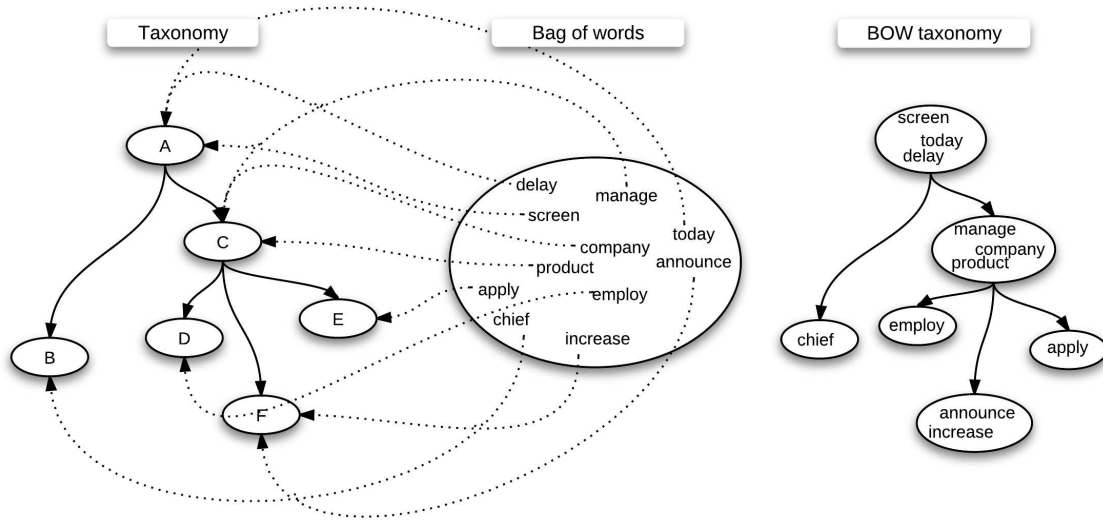 Taxonomy
Bag of words
BOW taxonomy
A
C
B
D
E
F
delay
manage
screen
today
company
announce
product
apply
employ
chief
increase
screen
today
delay
manage
company
product
chief
employ
apply
announce
increase